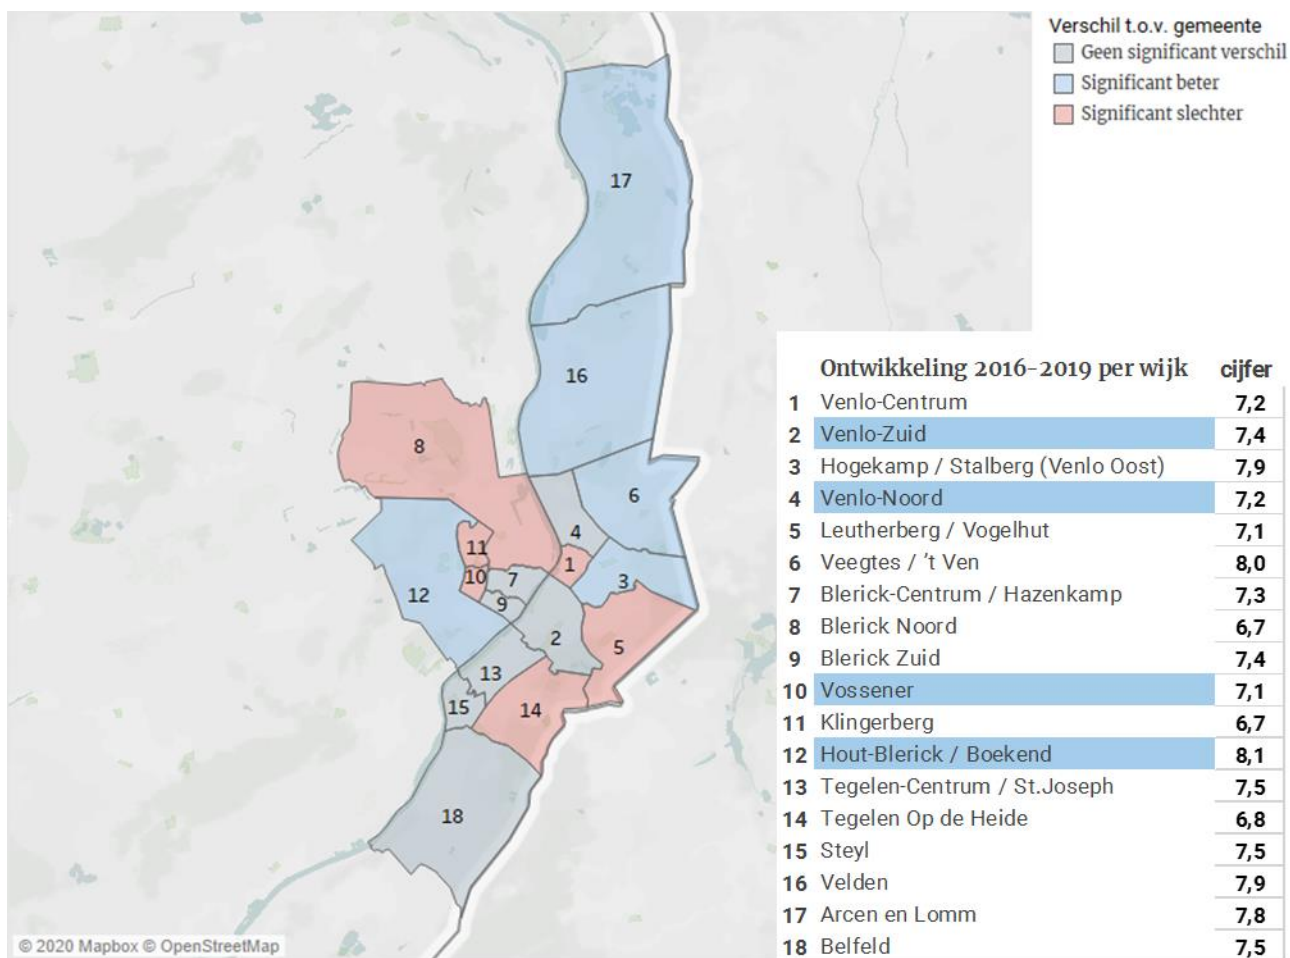 Verschil t.o.v. gemeente
Geen significant verschil
Significant beter
Significant slechter
17
16
8
6
4
11
1
10
7
3
12
9
2
5
13
15
14
18
Ontwikkeling 2016-2019 per wijk cijfer
1 Venlo-Centrum 7,2
2 Venlo-Zuid 7,4
3 Hogekamp / Stalberg (Venlo Oost) 7,9
4 Venlo-Noord 7,2
5 Leutherberg / Vogelhut 7,1
6 Veegtes / 't Ven 8,0
7 Blerick-Centrum / Hazenkamp 7,3
8 Blerick Noord 6,7
9 Blerick Zuid 7,4
10 Vossener 7,1
11 Klingerberg 6,7
12 Hout-Blerick / Boekend 8,1
13 Tegelen-Centrum / St.Joseph 7,5
14 Tegelen Op de Heide 6,8
15 Steyl 7,5
16 Velden 7,9
17 Arcen en Lomm 7,8
18 Belfeld 7,5
© 2020 Mapbox © OpenStreetMap